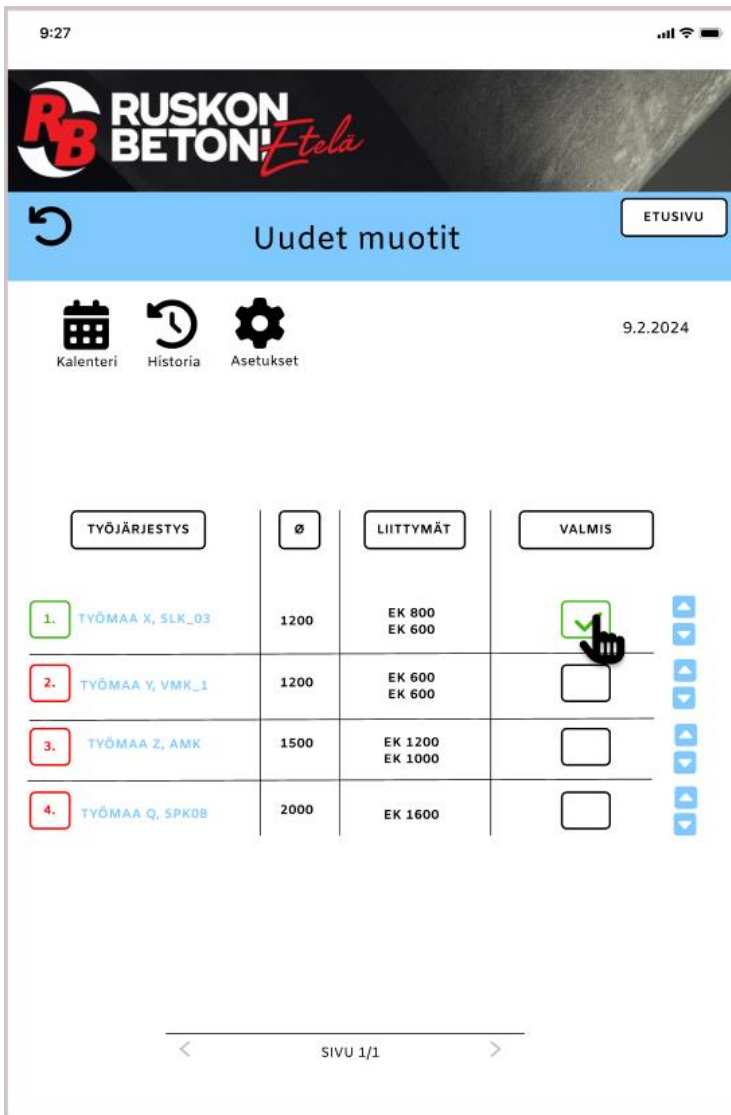 9:27
RB RUSKON
BETONI Etelä
Uudet muotit
ETUSIVU
Kalenteri Historia Asetukset
9.2.2024
TYÖJÄRJESTYS Ø LIITTYMÄT VALMIS
1. TYÖMAA X, SLK_03 1200 EK 800
EK 600
2. TYÖMAA Y, VMK_1 1200 EK 600
EK 600
3. TYÖMAA Z, AMK 1500 EK 1200
EK 1000
4. TYÖMAA Q, SPK08 2000 EK 1600
< SIVU 1/1 >